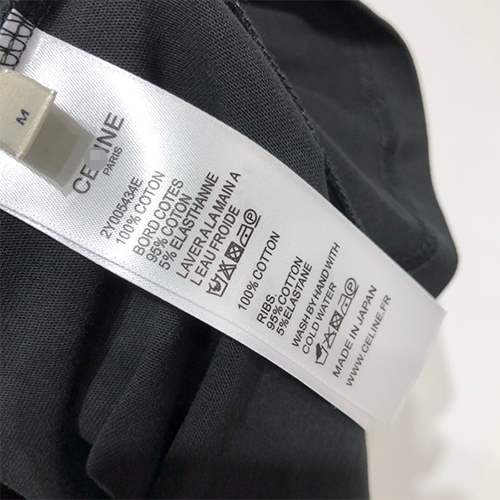 M
CELINE
PARIS
2Y005434E
100% COTON
BORD COTES
95% COTON
5% ELASTHANNE
LAVER À LA MAIN A
L'EAU FROIDE
100% COTTON
RIBS.
95% COTTON
5%ELASTANE
WASH BY HAND WITH
COLD WATER
MADE IN JAPAN
WWW.CELINE.FR